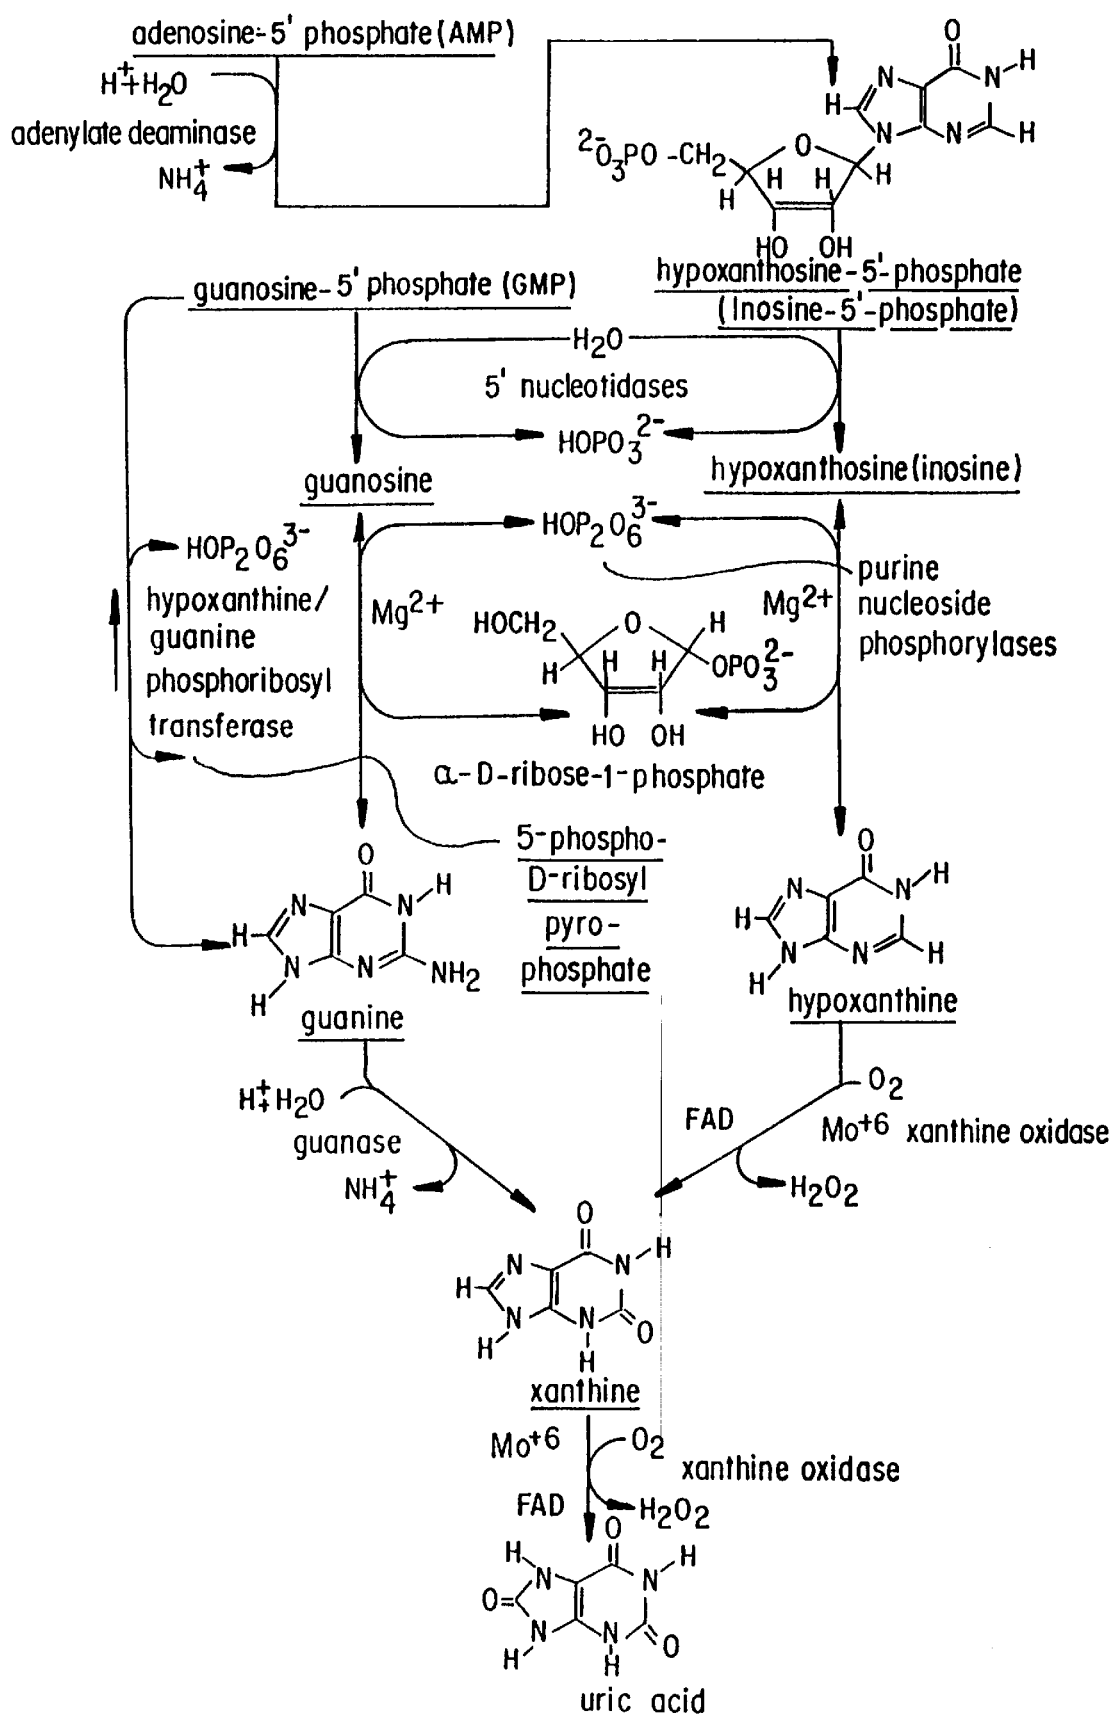 adenosine-5' phosphate (AMP)
H⁺+H₂O
adenylate deaminase
NH₄⁺
O
N
N-H
H
N
N
H
²⁻O₃PO-CH₂
O
H
H
H
H
HO OH
hypoxanthosine-5'-phosphate
(Inosine-5'-phosphate)
guanosine-5' phosphate (GMP)
H₂O
5' nucleotidases
HOPO₃²⁻
guanosine
hypoxanthosine (inosine)
HOP₂O₆³⁻
HOP₂O₆³⁻
hypoxanthine/
guanine
phosphoribosyl
transferase
Mg²⁺
Mg²⁺
purine
nucleoside
phosphorylases
HOCH₂
O
H
H
H H
OPO₃²⁻
HO OH
α-D-ribose-1-phosphate
5-phospho-
D-ribosyl
pyro-
phosphate
O
N
N-H
H
N
N
NH₂
H
guanine
O
N
N-H
H
N
N
H
H
hypoxanthine
H⁺+H₂O
guanase
NH₄⁺
O₂
FAD
Mo⁺⁶ xanthine oxidase
H₂O₂
O
N
N-H
H
N
N
O
H
H
xanthine
Mo⁺⁶
O₂
xanthine oxidase
FAD
H₂O₂
O
H
H
N
N
O
N
N
O
H
H
uric acid